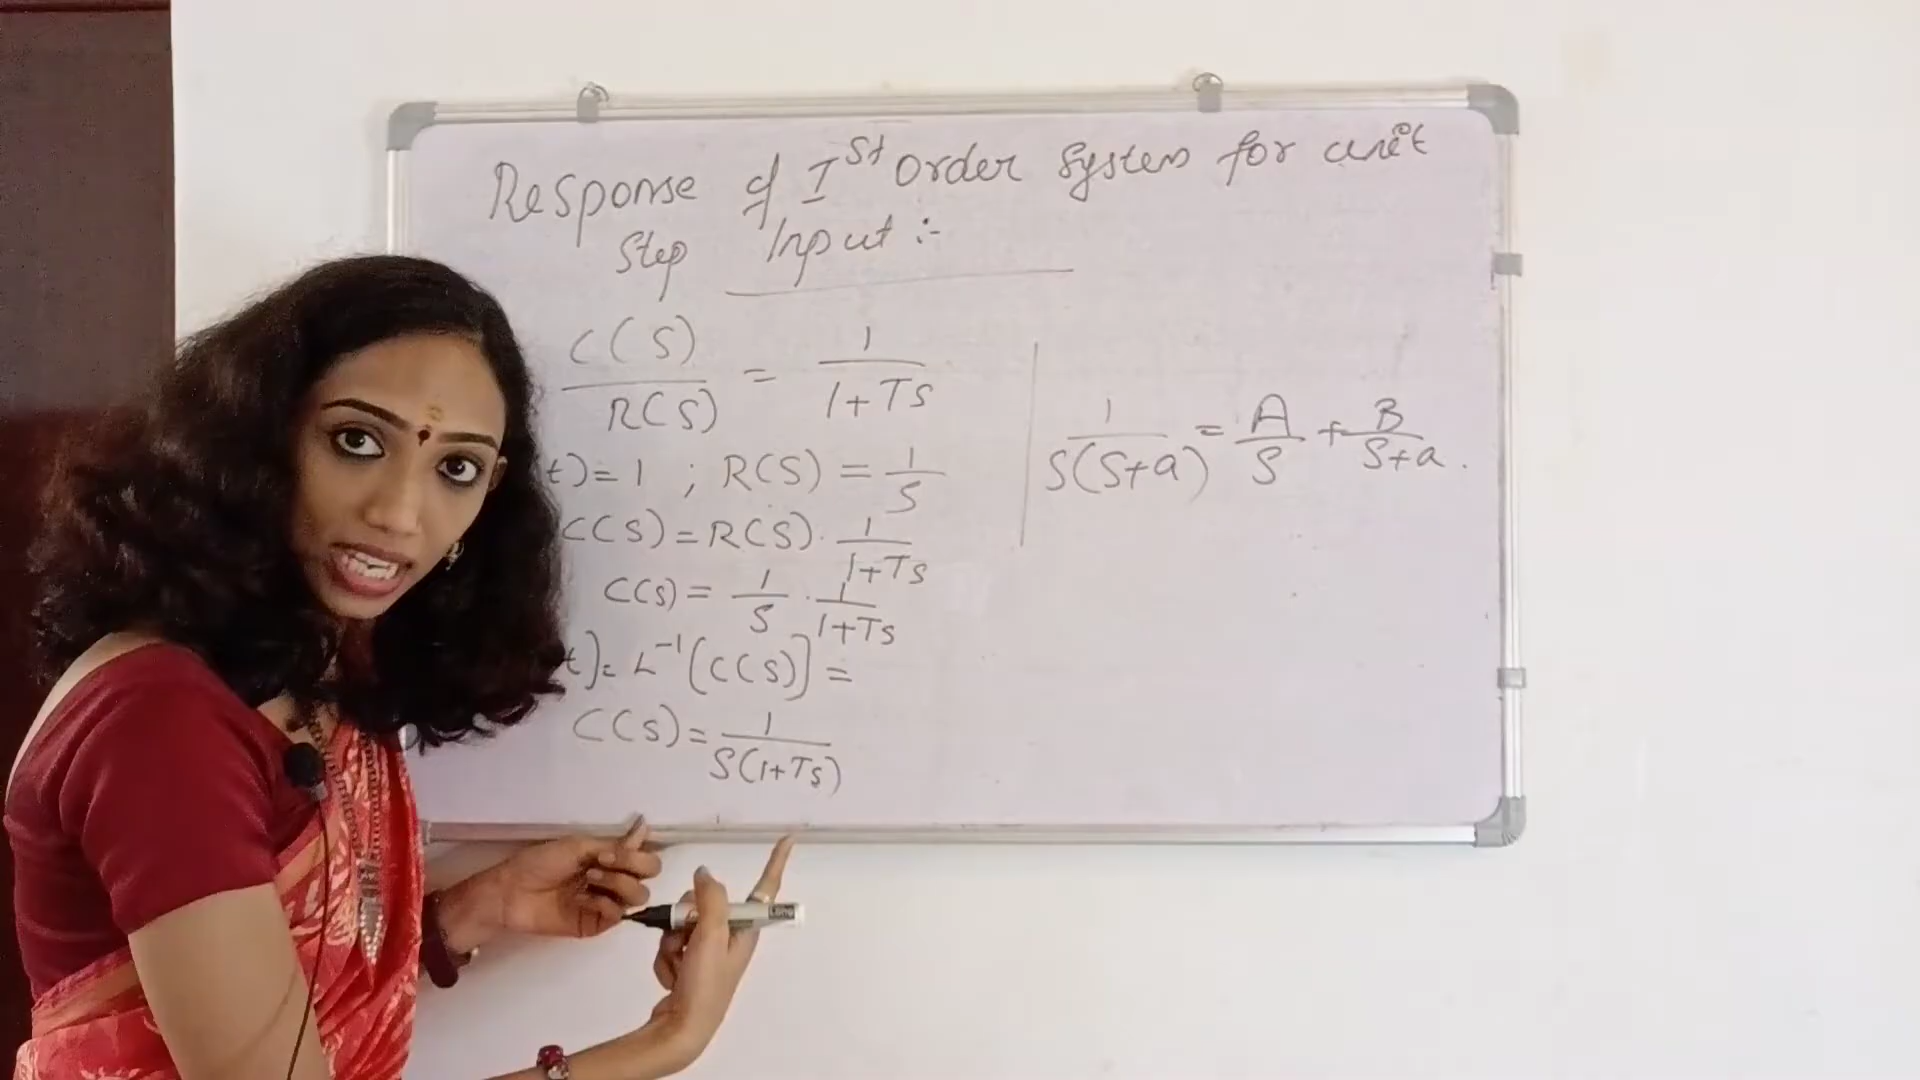 Response of Ist order System for unit
Step Input :-
C(S)/R(S) = 1/1+Ts
t)=1 ; R(S) = 1/S
C(S)=R(S) . 1/1+Ts
C(s)= 1/S . 1/1+Ts
t)= L-1[C(S)] =
C(S)= 1/S(1+Ts)
1/S(S+a) = A/S + B/S+a .